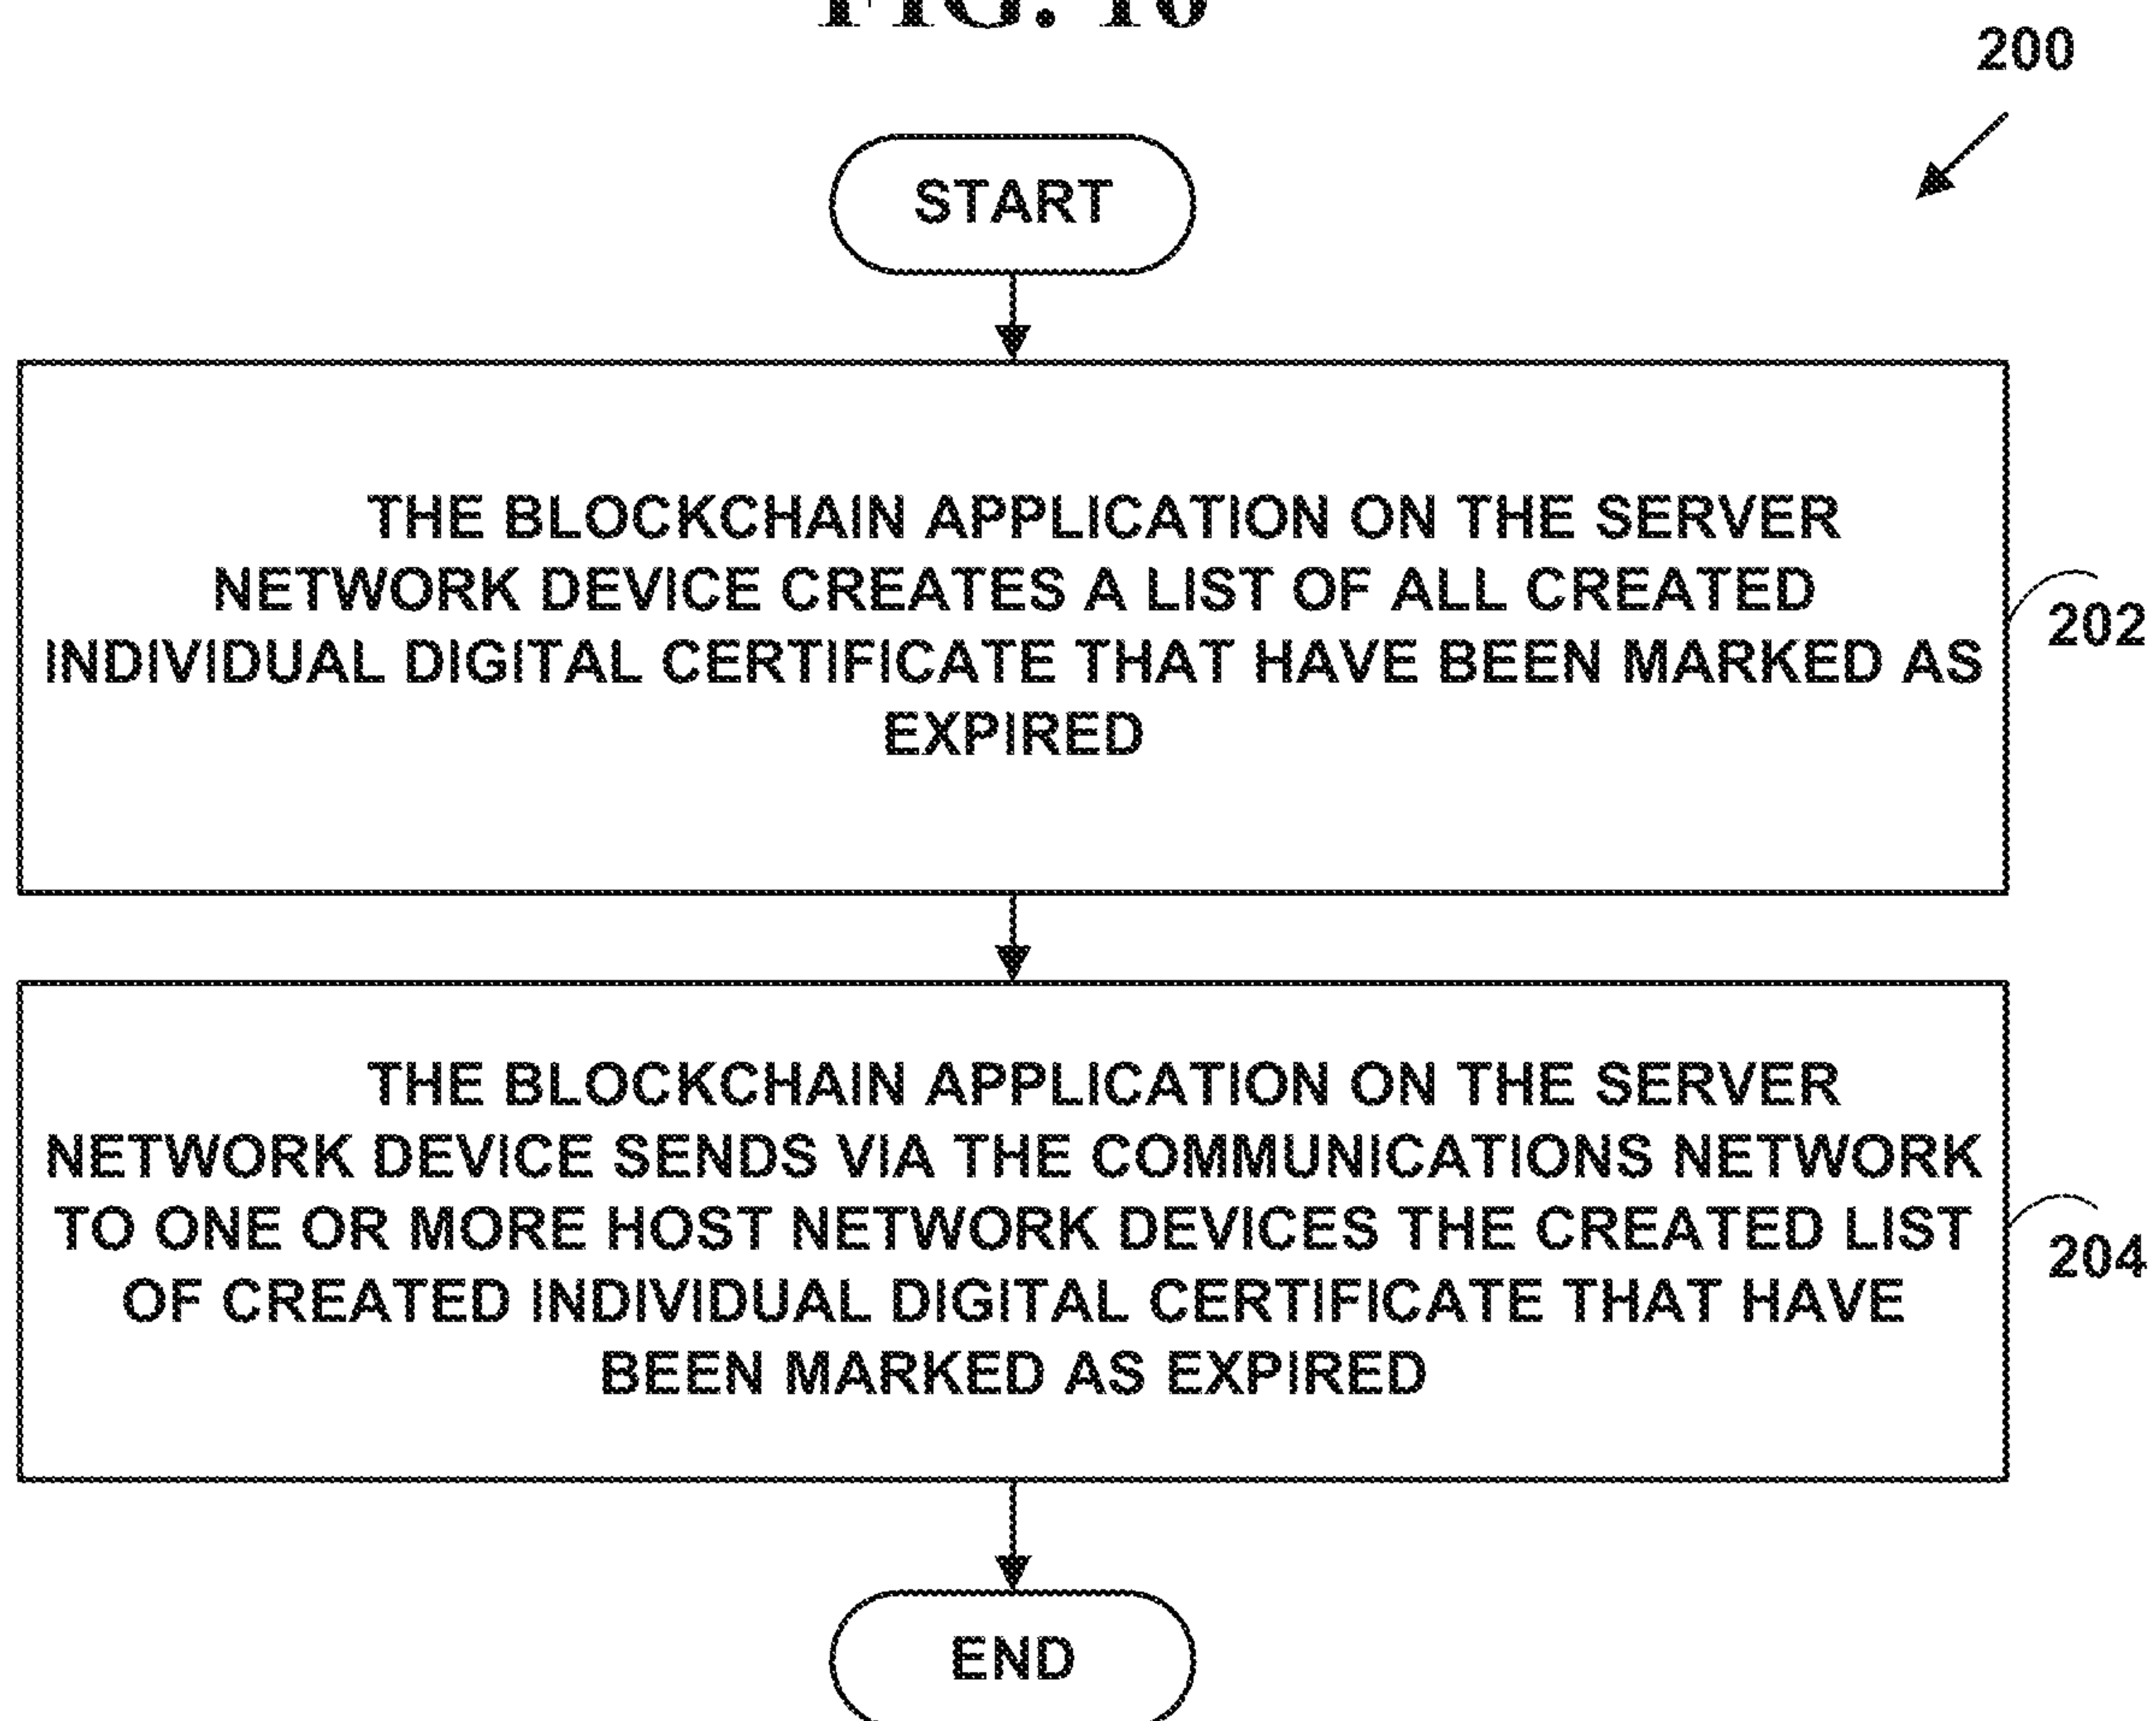 FIG. 10
200
START
THE BLOCKCHAIN APPLICATION ON THE SERVER
NETWORK DEVICE CREATES A LIST OF ALL CREATED
INDIVIDUAL DIGITAL CERTIFICATE THAT HAVE BEEN MARKED AS
EXPIRED
202
THE BLOCKCHAIN APPLICATION ON THE SERVER
NETWORK DEVICE SENDS VIA THE COMMUNICATIONS NETWORK
TO ONE OR MORE HOST NETWORK DEVICES THE CREATED LIST
OF CREATED INDIVIDUAL DIGITAL CERTIFICATE THAT HAVE
BEEN MARKED AS EXPIRED
204
END